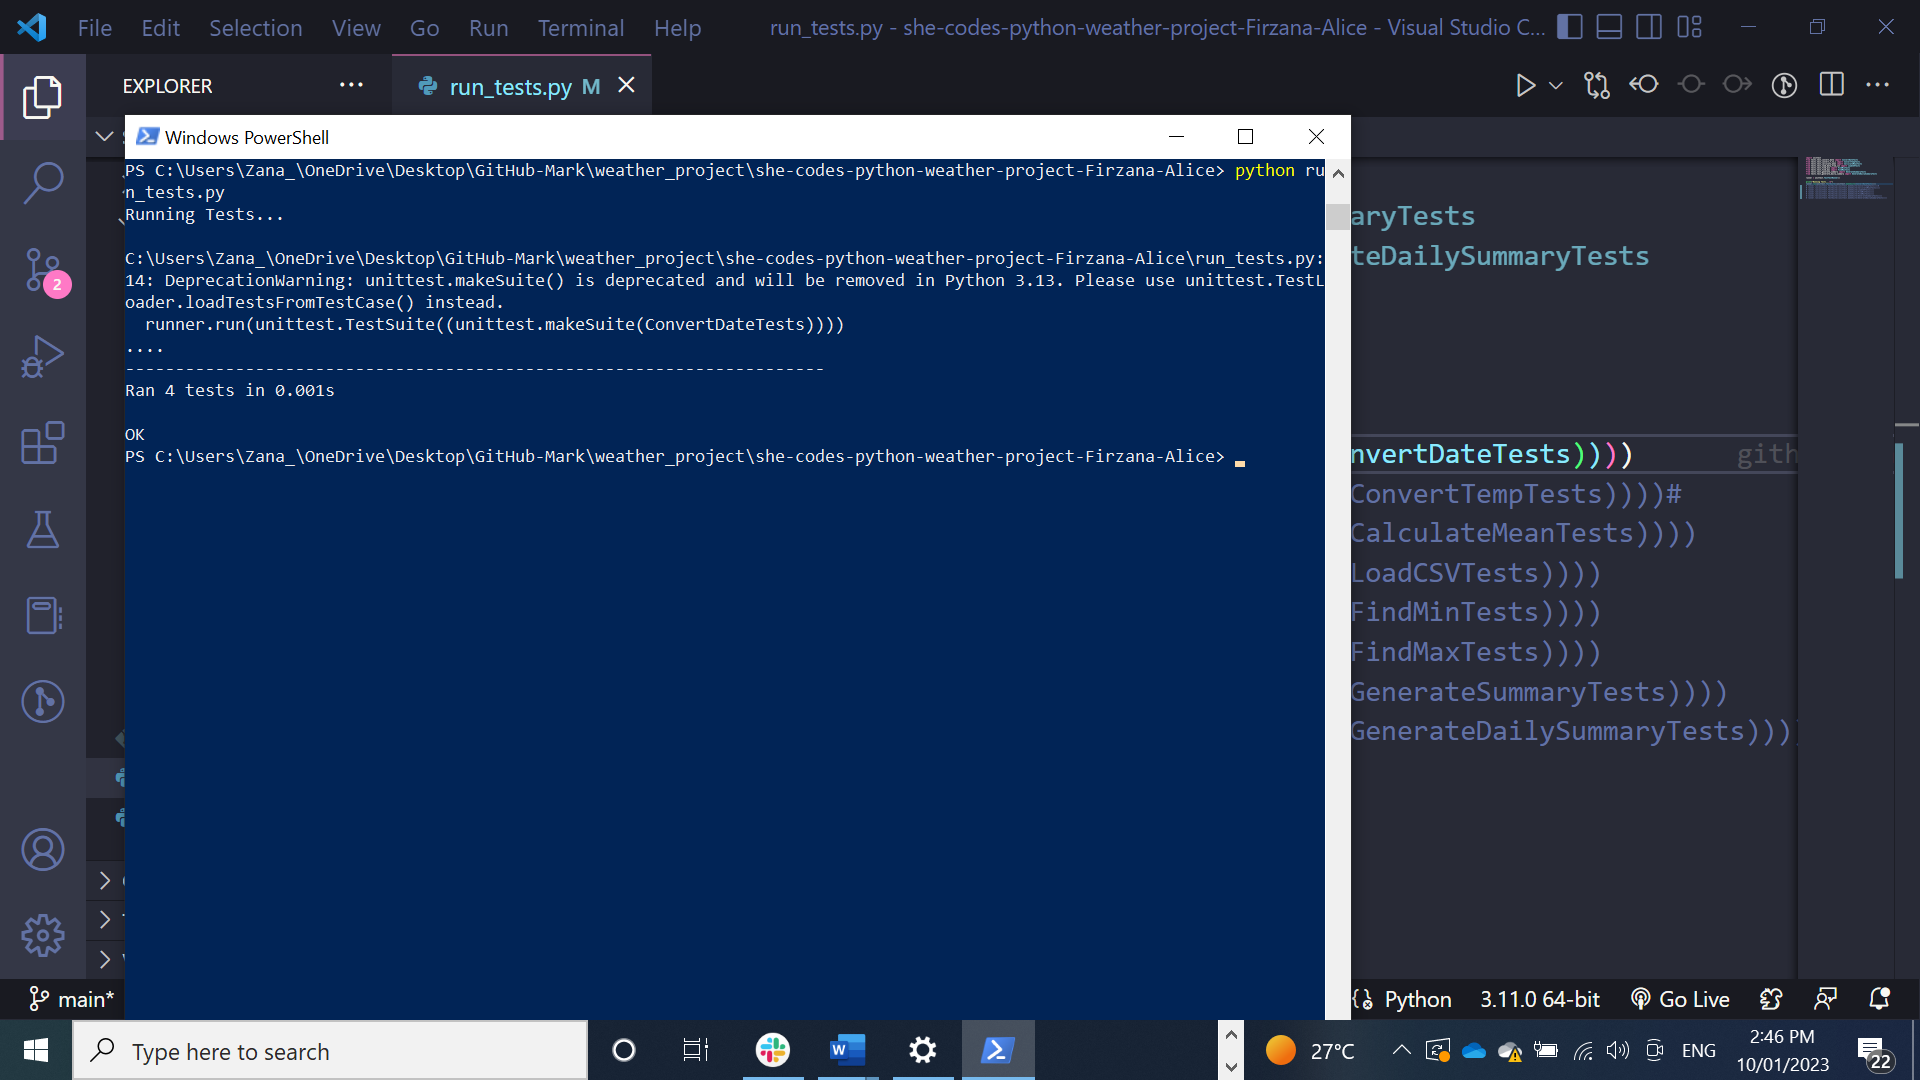 File Edit Selection View Go Run Terminal Help run_tests.py - she-codes-python-weather-project-Firzana-Alice - Visual Studio C...
EXPLORER
run_tests.py M
Windows PowerShell
PS C:\Users\Zana_\OneDrive\Desktop\GitHub-Mark\weather_project\she-codes-python-weather-project-Firzana-Alice> python ru
n_tests.py
Running Tests...
C:\Users\Zana_\OneDrive\Desktop\GitHub-Mark\weather_project\she-codes-python-weather-project-Firzana-Alice\run_tests.py:
14: DeprecationWarning: unittest.makeSuite() is deprecated and will be removed in Python 3.13. Please use unittest.TestL
oader.loadTestsFromTestCase() instead.
runner.run(unittest.TestSuite((unittest.makeSuite(ConvertDateTests))))
....
----------------------------------------------------------------------
Ran 4 tests in 0.001s
OK
PS C:\Users\Zana_\OneDrive\Desktop\GitHub-Mark\weather_project\she-codes-python-weather-project-Firzana-Alice>
aryTests
teDailySummaryTests
nvertDateTests)))) gith
ConvertTempTests))))#
CalculateMeanTests))))
LoadCSVTests))))
FindMinTests))))
FindMaxTests))))
GenerateSummaryTests))))
GenerateDailySummaryTests))))
2
main*
Python 3.11.0 64-bit Go Live
Type here to search
27°C
ENG
2:46 PM
10/01/2023
22